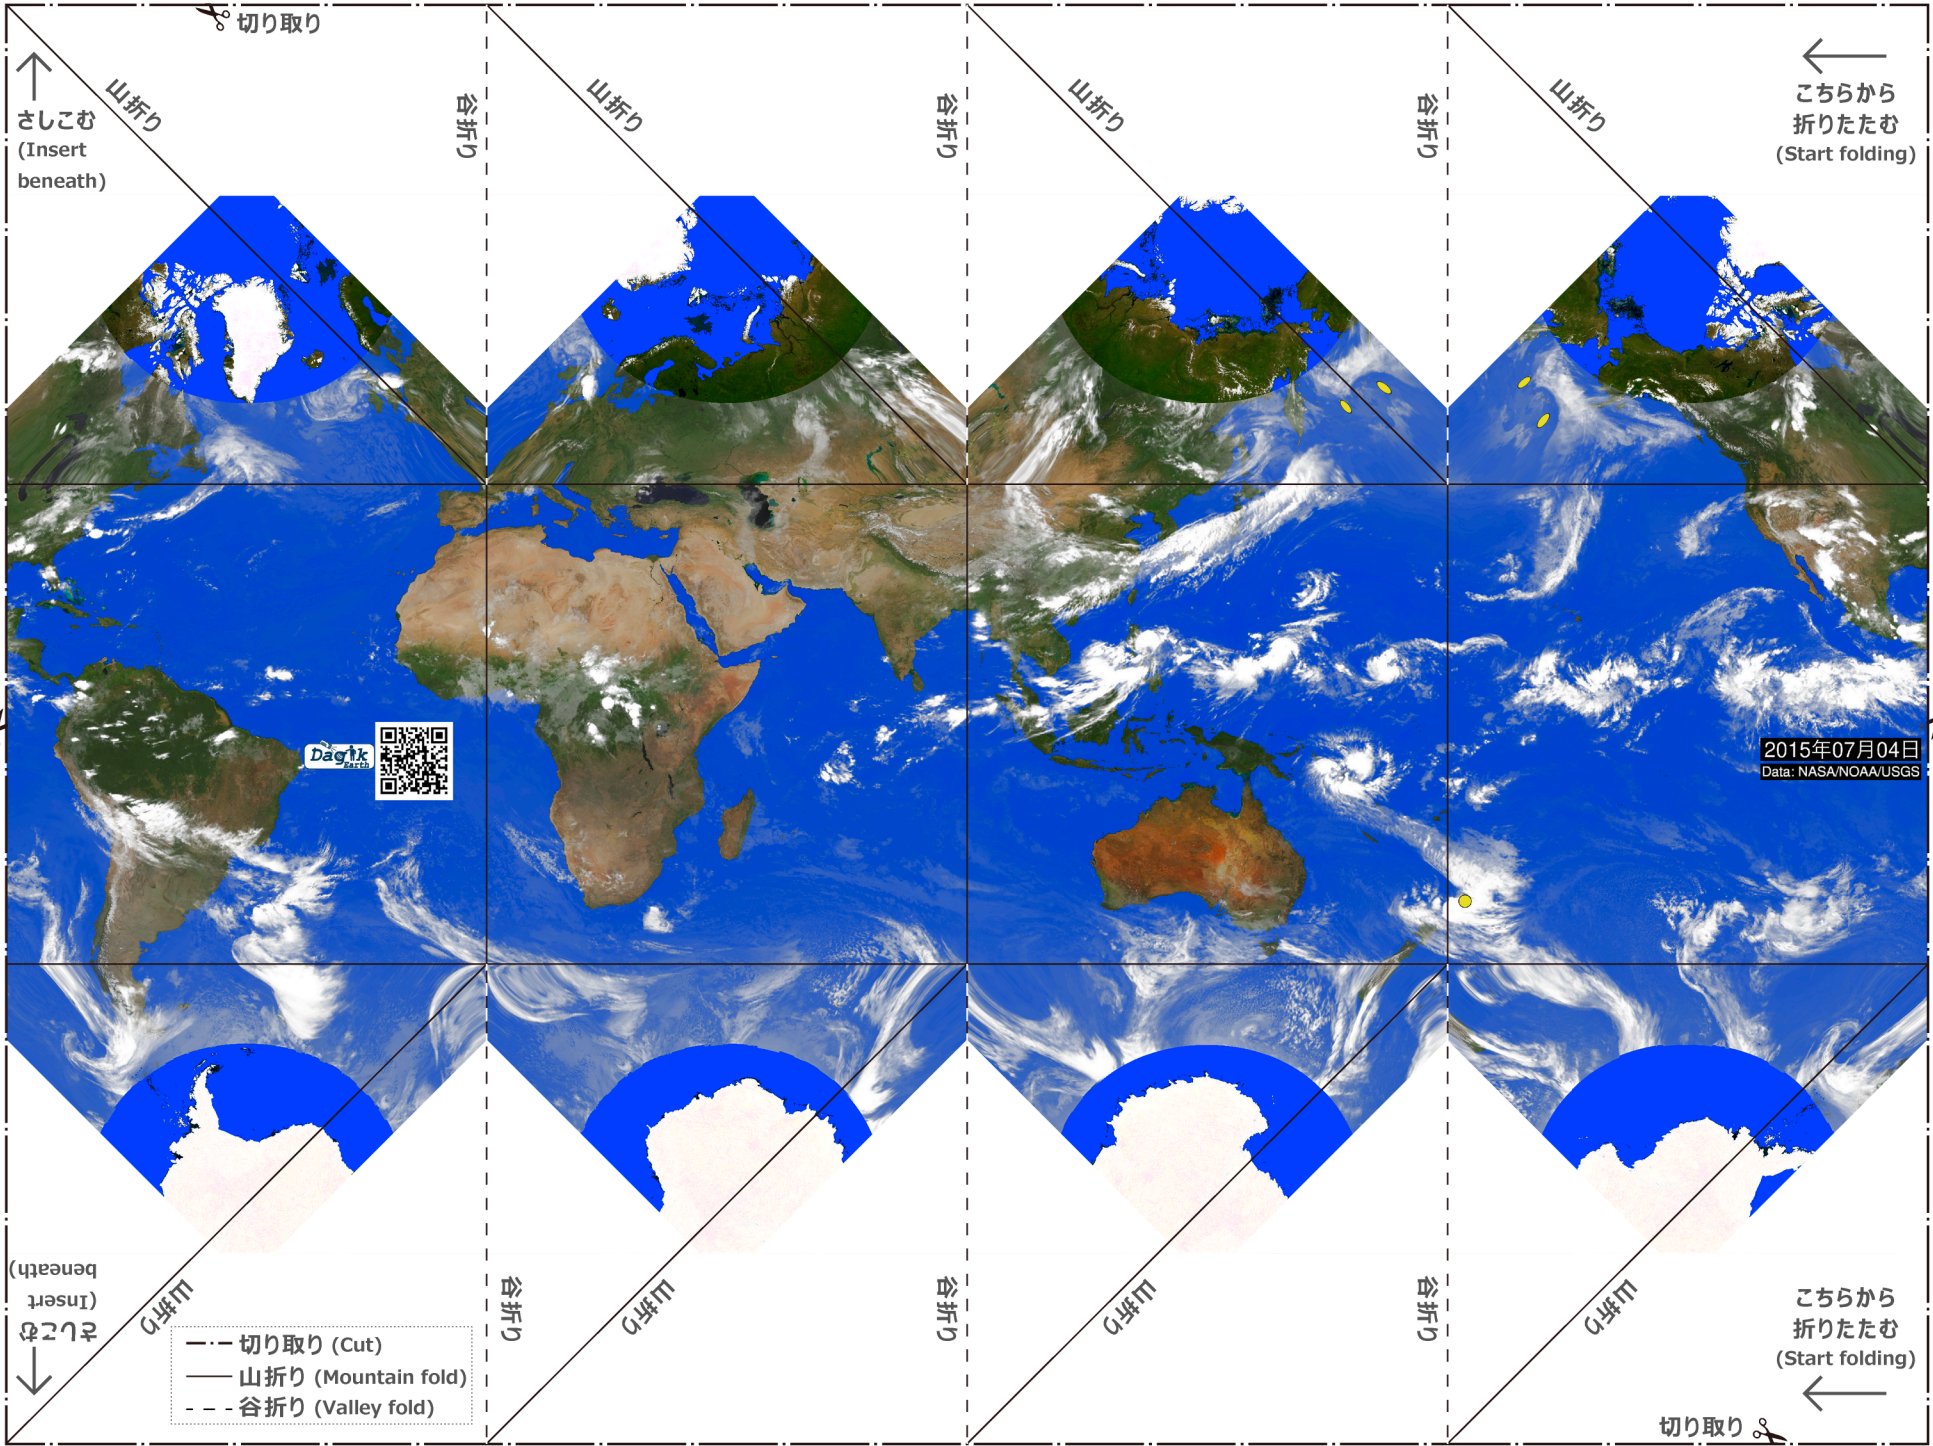 切り取り
山折り
谷折り
山折り
谷折り
山折り
谷折り
山折り
さしこむ
(Insert
beneath)
こちらから
折りたたむ
(Start folding)
Dagik
Earth
2015年07月04日
Data: NASA/NOAA/USGS
さしこむ
(Insert
beneath)
山折り
谷折り
山折り
谷折り
山折り
谷折り
山折り
切り取り (Cut)
山折り (Mountain fold)
谷折り (Valley fold)
こちらから
折りたたむ
(Start folding)
切り取り